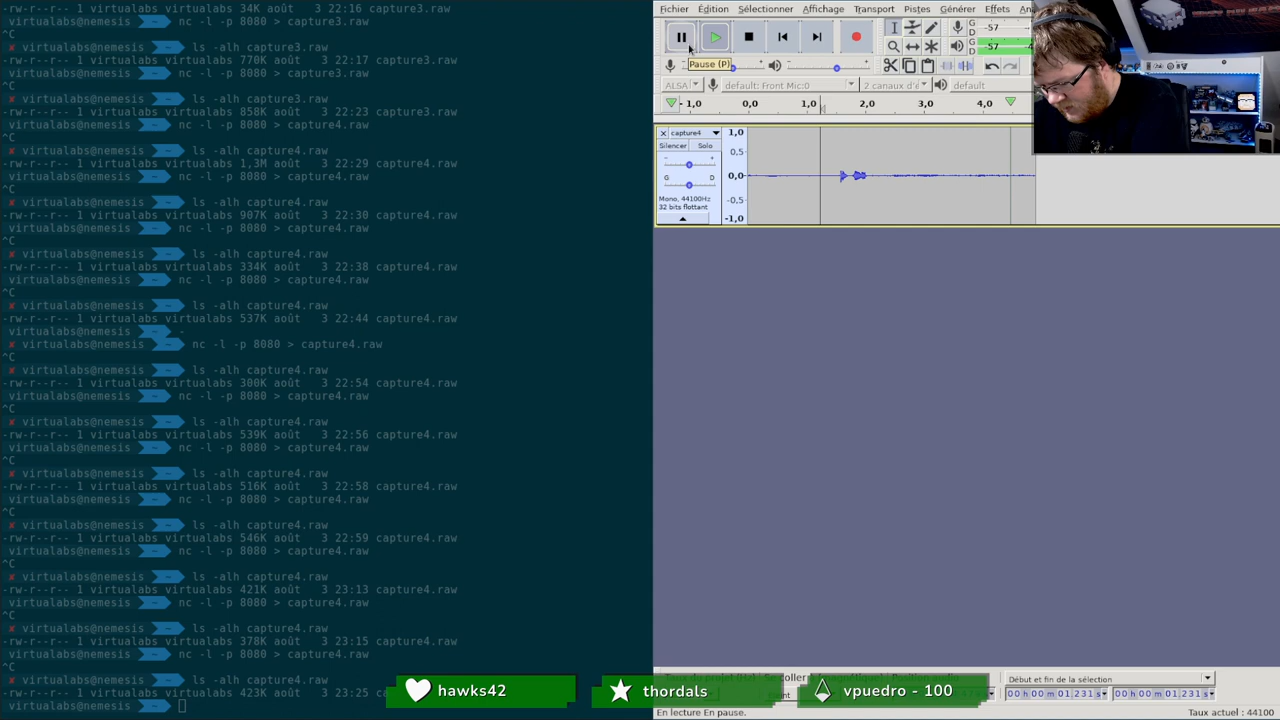 -rw-r--r-- 1 virtualabs virtualabs 34K août   3 22:16 capture3.raw
virtualabs@nemesis ~ nc -l -p 8080 > capture3.raw
^C
✘ virtualabs@nemesis ~ ls -alh capture3.raw
-rw-r--r-- 1 virtualabs virtualabs 776K août   3 22:17 capture3.raw
virtualabs@nemesis ~ nc -l -p 8080 > capture3.raw
^C
✘ virtualabs@nemesis ~ ls -alh capture3.raw
-rw-r--r-- 1 virtualabs virtualabs 858K août   3 22:23 capture3.raw
virtualabs@nemesis ~ nc -l -p 8080 > capture4.raw
^C
✘ virtualabs@nemesis ~ ls -alh capture4.raw
-rw-r--r-- 1 virtualabs virtualabs 1,3M août   3 22:29 capture4.raw
virtualabs@nemesis ~ nc -l -p 8080 > capture4.raw
^C
✘ virtualabs@nemesis ~ ls -alh capture4.raw
-rw-r--r-- 1 virtualabs virtualabs 907K août   3 22:30 capture4.raw
virtualabs@nemesis ~ nc -l -p 8080 > capture4.raw
^C
✘ virtualabs@nemesis ~ ls -alh capture4.raw
-rw-r--r-- 1 virtualabs virtualabs 334K août   3 22:38 capture4.raw
virtualabs@nemesis ~ nc -l -p 8080 > capture4.raw
^C
✘ virtualabs@nemesis ~ ls -alh capture4.raw
-rw-r--r-- 1 virtualabs virtualabs 537K août   3 22:44 capture4.raw
virtualabs@nemesis ~ -
✘ virtualabs@nemesis ~ nc -l -p 8080 > capture4.raw
^C
✘ virtualabs@nemesis ~ ls -alh capture4.raw
-rw-r--r-- 1 virtualabs virtualabs 300K août   3 22:54 capture4.raw
virtualabs@nemesis ~ nc -l -p 8080 > capture4.raw
^C
✘ virtualabs@nemesis ~ ls -alh capture4.raw
-rw-r--r-- 1 virtualabs virtualabs 539K août   3 22:56 capture4.raw
virtualabs@nemesis ~ nc -l -p 8080 > capture4.raw
^C
✘ virtualabs@nemesis ~ ls -alh capture4.raw
-rw-r--r-- 1 virtualabs virtualabs 516K août   3 22:58 capture4.raw
virtualabs@nemesis ~ nc -l -p 8080 > capture4.raw
^C
✘ virtualabs@nemesis ~ ls -alh capture4.raw
-rw-r--r-- 1 virtualabs virtualabs 546K août   3 22:59 capture4.raw
virtualabs@nemesis ~ nc -l -p 8080 > capture4.raw
^C
✘ virtualabs@nemesis ~ ls -alh capture4.raw
-rw-r--r-- 1 virtualabs virtualabs 421K août   3 23:13 capture4.raw
virtualabs@nemesis ~ nc -l -p 8080 > capture4.raw
^C
✘ virtualabs@nemesis ~ ls -alh capture4.raw
-rw-r--r-- 1 virtualabs virtualabs 378K août   3 23:15 capture4.raw
virtualabs@nemesis ~ nc -l -p 8080 > capture4.raw
^C
✘ virtualabs@nemesis ~ ls -alh capture4.raw
-rw-r--r-- 1 virtualabs virtualabs 423K août   3 23:25
virtualabs@nemesis ~
Fichier Édition Sélectionner Affichage Transport Pistes Générer Effets
G -57
D
G -57
D
Pause (P)
ALSA default: Front Mic:0 2 canaux default
- 1,0 0,0 2,0 3,0 4,0
capture4
Silencer Solo
- +
G D
Mono, 44100Hz
32 bits flottant
1,0
0,5
0,0
-0,5
-1,0
Début et fin de la sélection
00 h 00 m 01,231 s 00 h 00 m 01,231 s
En lecture En pause.
Taux actuel : 44100
hawks42
thordals
vpuedro - 100